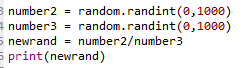 number2 = random.randint(0,1000)
number3 = random.randint(0,1000)
newrand = number2/number3
print(newrand)